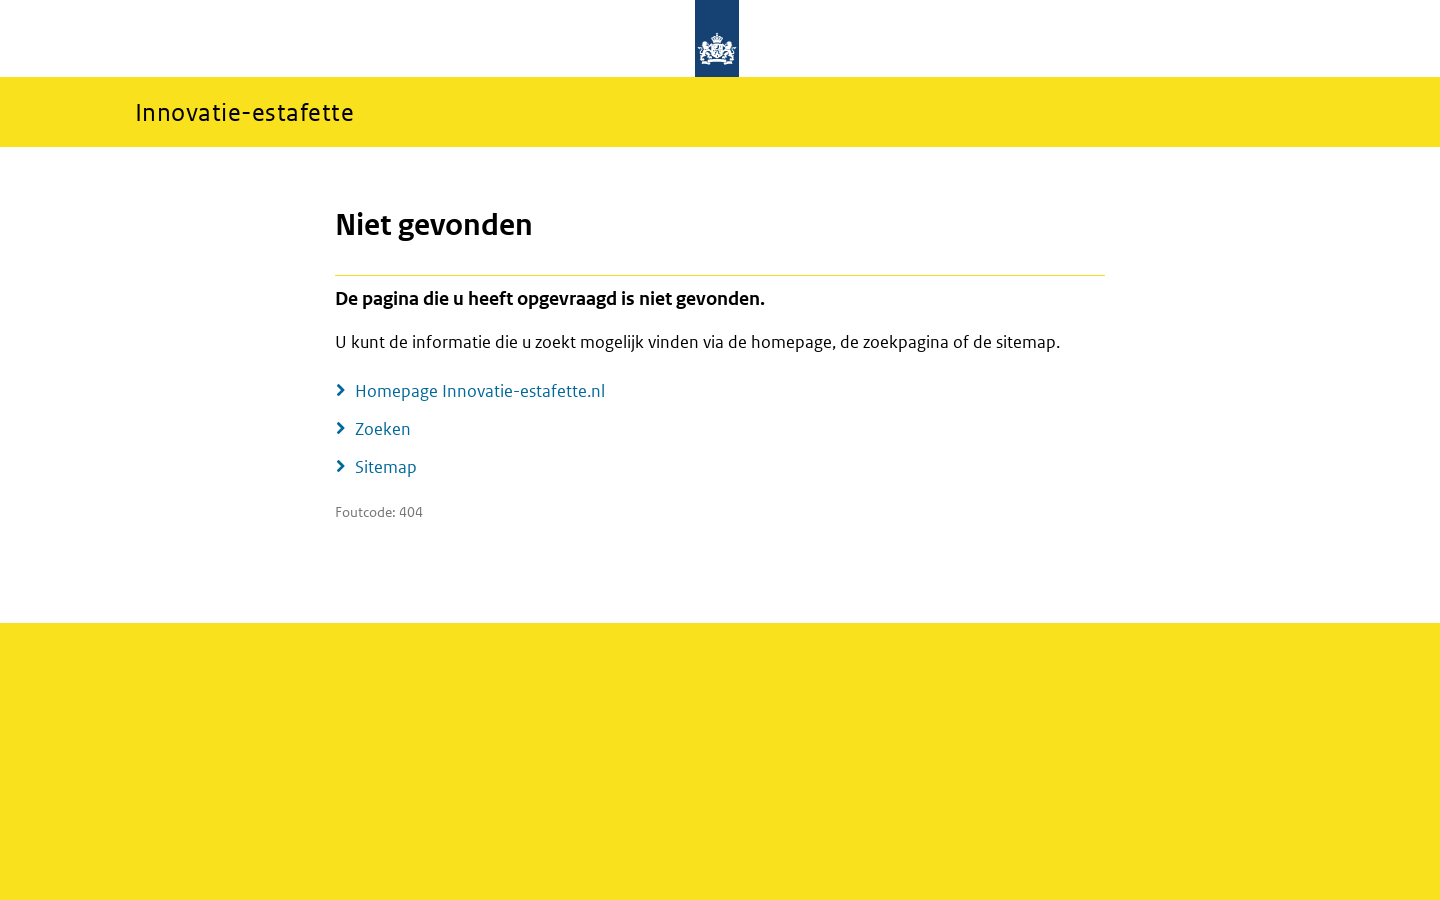 Innovatie-estafette
Niet gevonden
De pagina die u heeft opgevraagd is niet gevonden.
U kunt de informatie die u zoekt mogelijk vinden via de homepage, de zoekpagina of de sitemap.
Homepage Innovatie-estafette.nl
Zoeken
Sitemap
Foutcode: 404